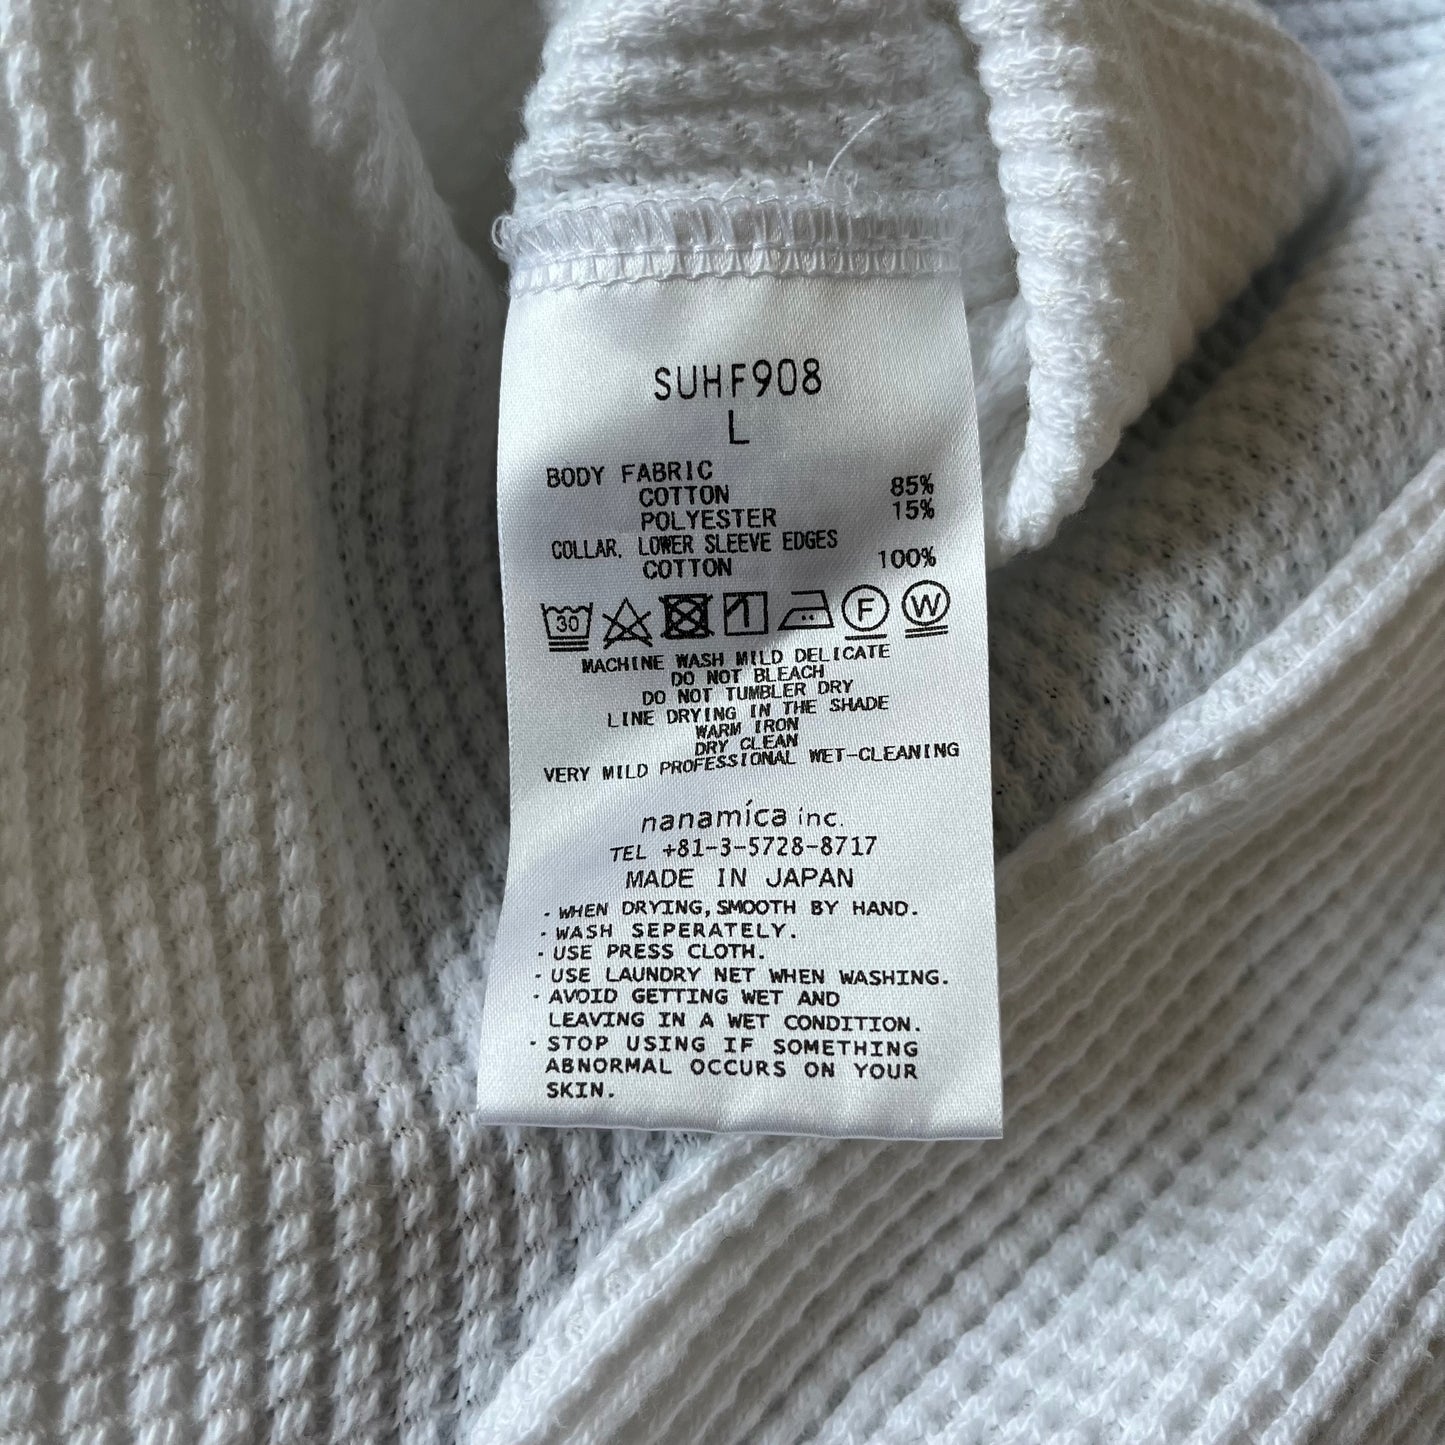 SUHF908
L
BODY FABRIC
COTTON 85%
POLYESTER 15%
COLLAR, LOWER SLEEVE EDGES
COTTON 100%
30 F W
MACHINE WASH MILD DELICATE
DO NOT BLEACH
DO NOT TUMBLER DRY
LINE DRYING IN THE SHADE
WARM IRON
DRY CLEAN
VERY MILD PROFESSIONAL WET-CLEANING
nanamica inc.
TEL +81-3-5728-8717
MADE IN JAPAN
· WHEN DRYING, SMOOTH BY HAND.
· WASH SEPERATELY.
· USE PRESS CLOTH.
· USE LAUNDRY NET WHEN WASHING.
· AVOID GETTING WET AND
LEAVING IN A WET CONDITION.
· STOP USING IF SOMETHING
ABNORMAL OCCURS ON YOUR
SKIN.